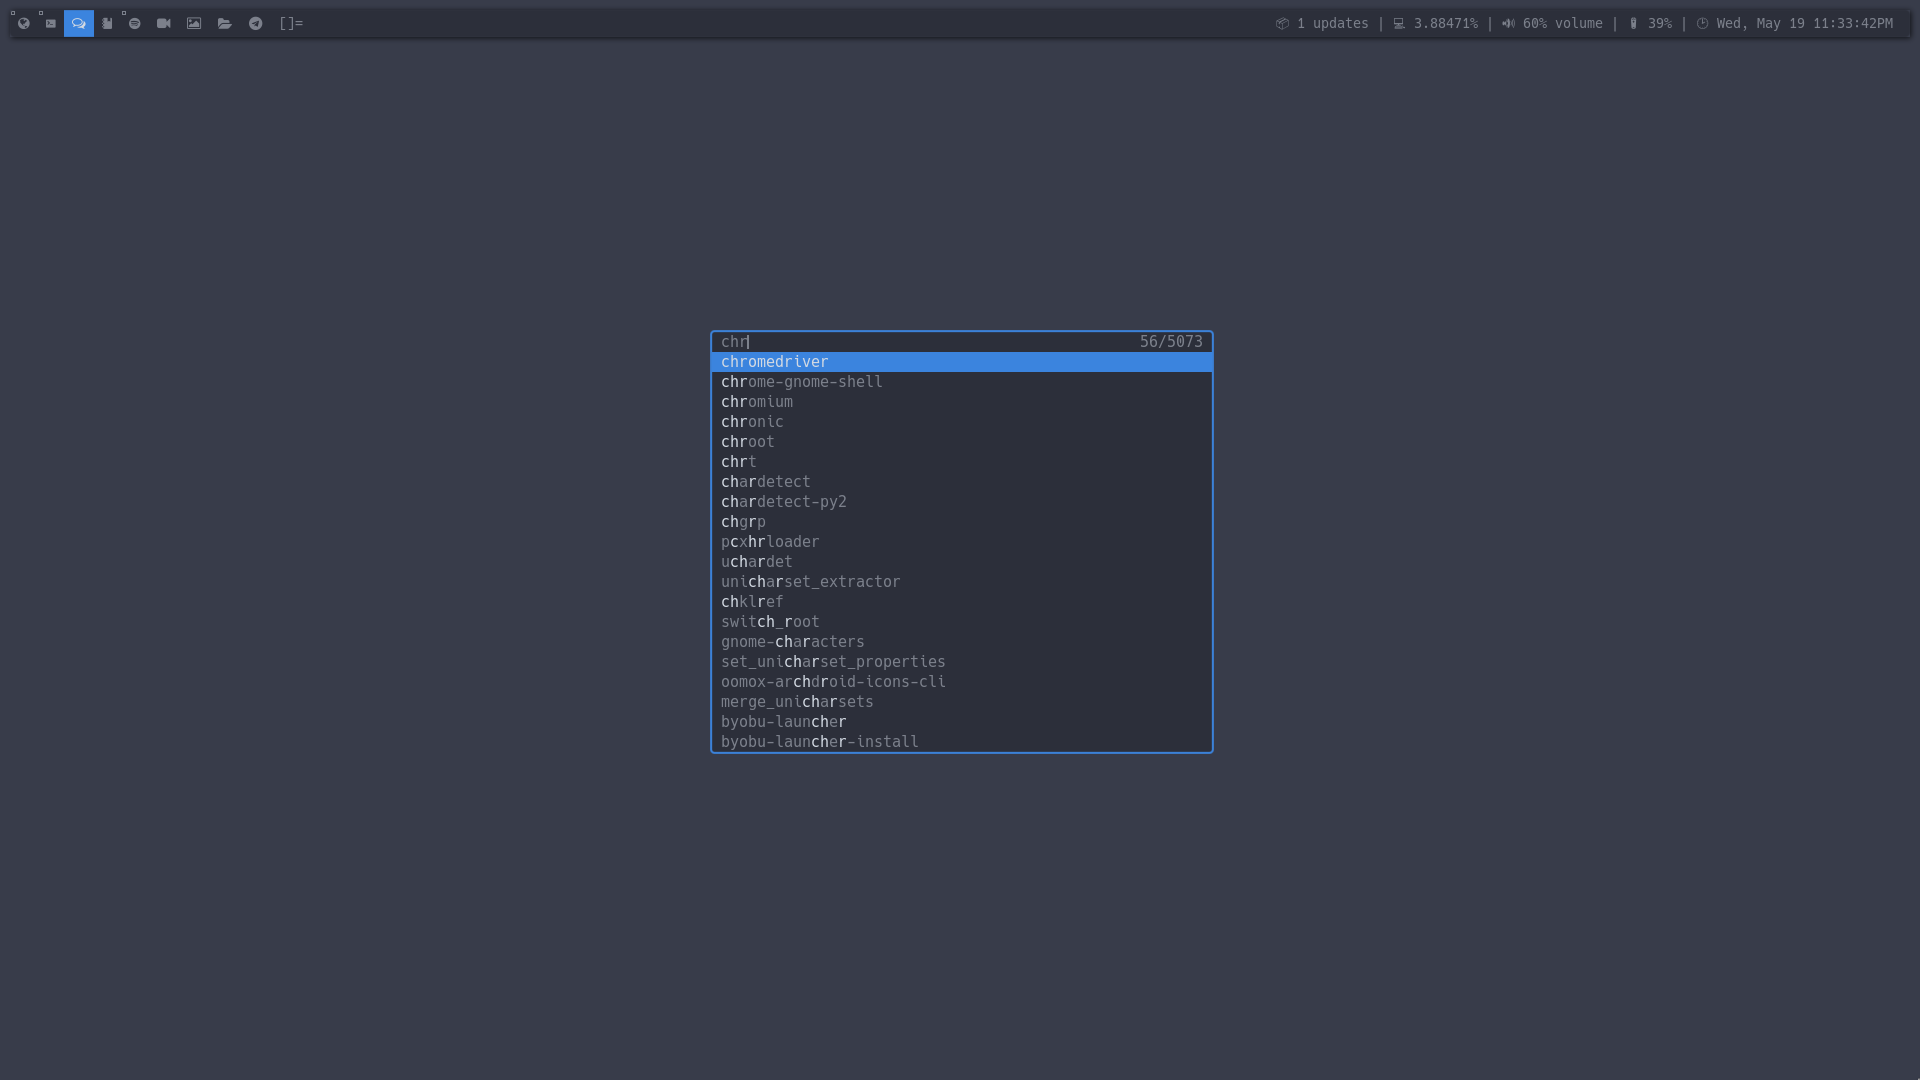 []= 1 updates | 3.88471% | 60% volume | 39% | Wed, May 19 11:33:42PM
chr 56/5073
chromedriver
chrome-gnome-shell
chromium
chronic
chroot
chrt
chardetect
chardetect-py2
chgrp
pcxhrloader
uchardet
unicharset_extractor
chklref
switch_root
gnome-characters
set_unicharset_properties
oomox-archdroid-icons-cli
merge_unicharsets
byobu-launcher
byobu-launcher-install